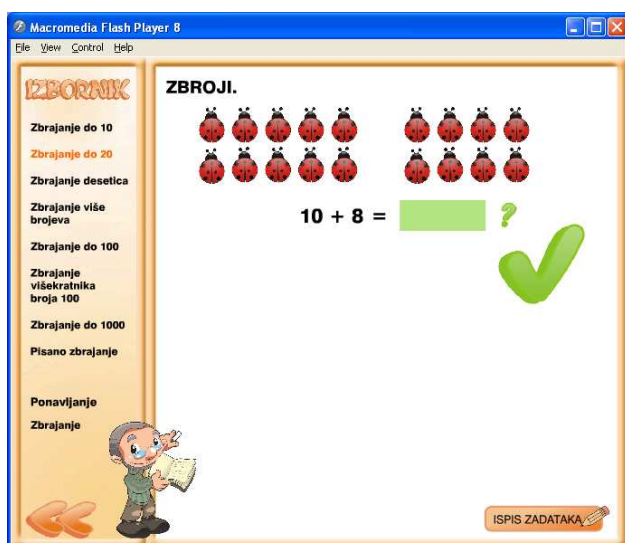 Macromedia Flash Player 8
File View Control Help
IZBORNIK
Zbrajanje do 10
Zbrajanje do 20
Zbrajanje desetica
Zbrajanje više
brojeva
Zbrajanje do 100
Zbrajanje
višekratnika
broja 100
Zbrajanje do 1000
Pisano zbrajanje
Ponavljanje
Zbrajanje
ZBROJI.
10 + 8 = ?
ISPIS ZADATAKA